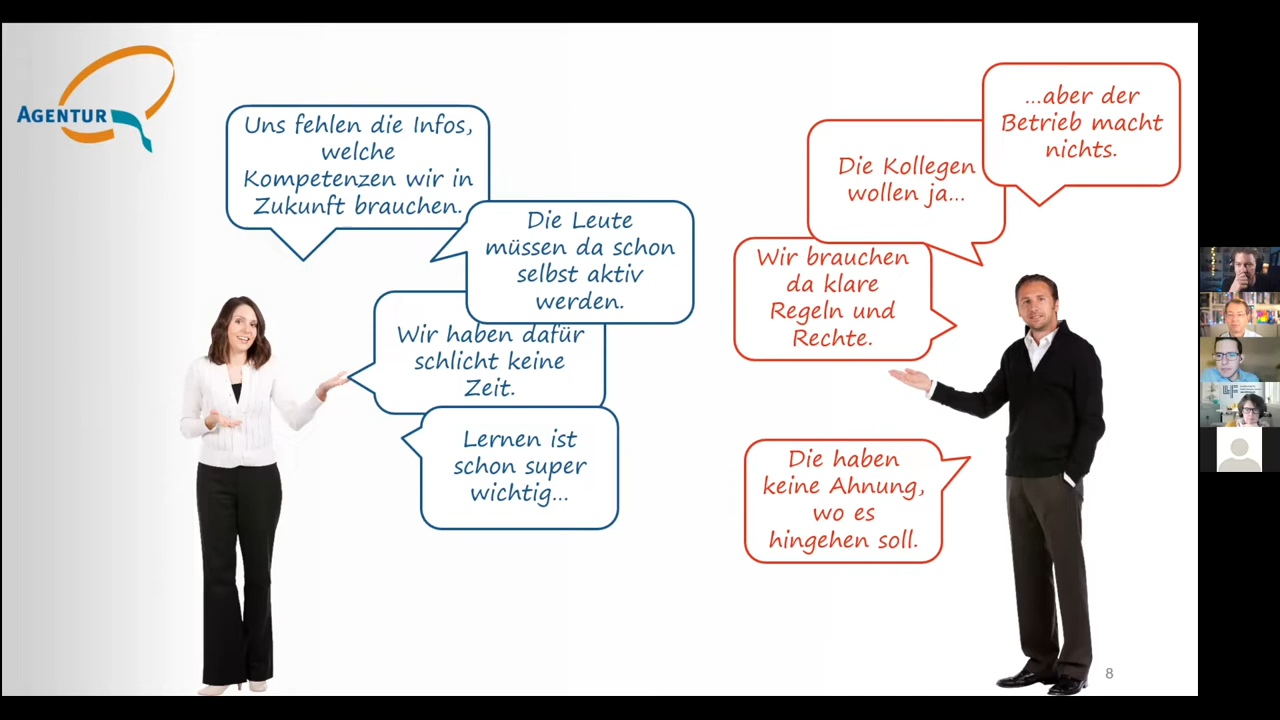 AGENTUR
Uns fehlen die Infos,
welche
Kompetenzen wir in
Zukunft brauchen.
Die Leute
müssen da schon
selbst aktiv
werden.
Wir haben dafür
schlicht keine
Zeit.
Lernen ist
schon super
wichtig...
...aber der
Betrieb macht
nichts.
Die Kollegen
wollen ja...
Wir brauchen
da klare
Regeln und
Rechte.
Die haben
keine Ahnung,
wo es
hingehen soll.
8